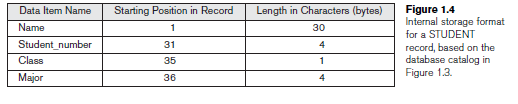 Data Item Name Starting Position in Record Length in Characters (bytes)
Name 1 30
Student_number 31 4
Class 35 1
Major 36 4
Figure 1.4
Internal storage format
for a STUDENT
record, based on the
database catalog in
Figure 1.3.